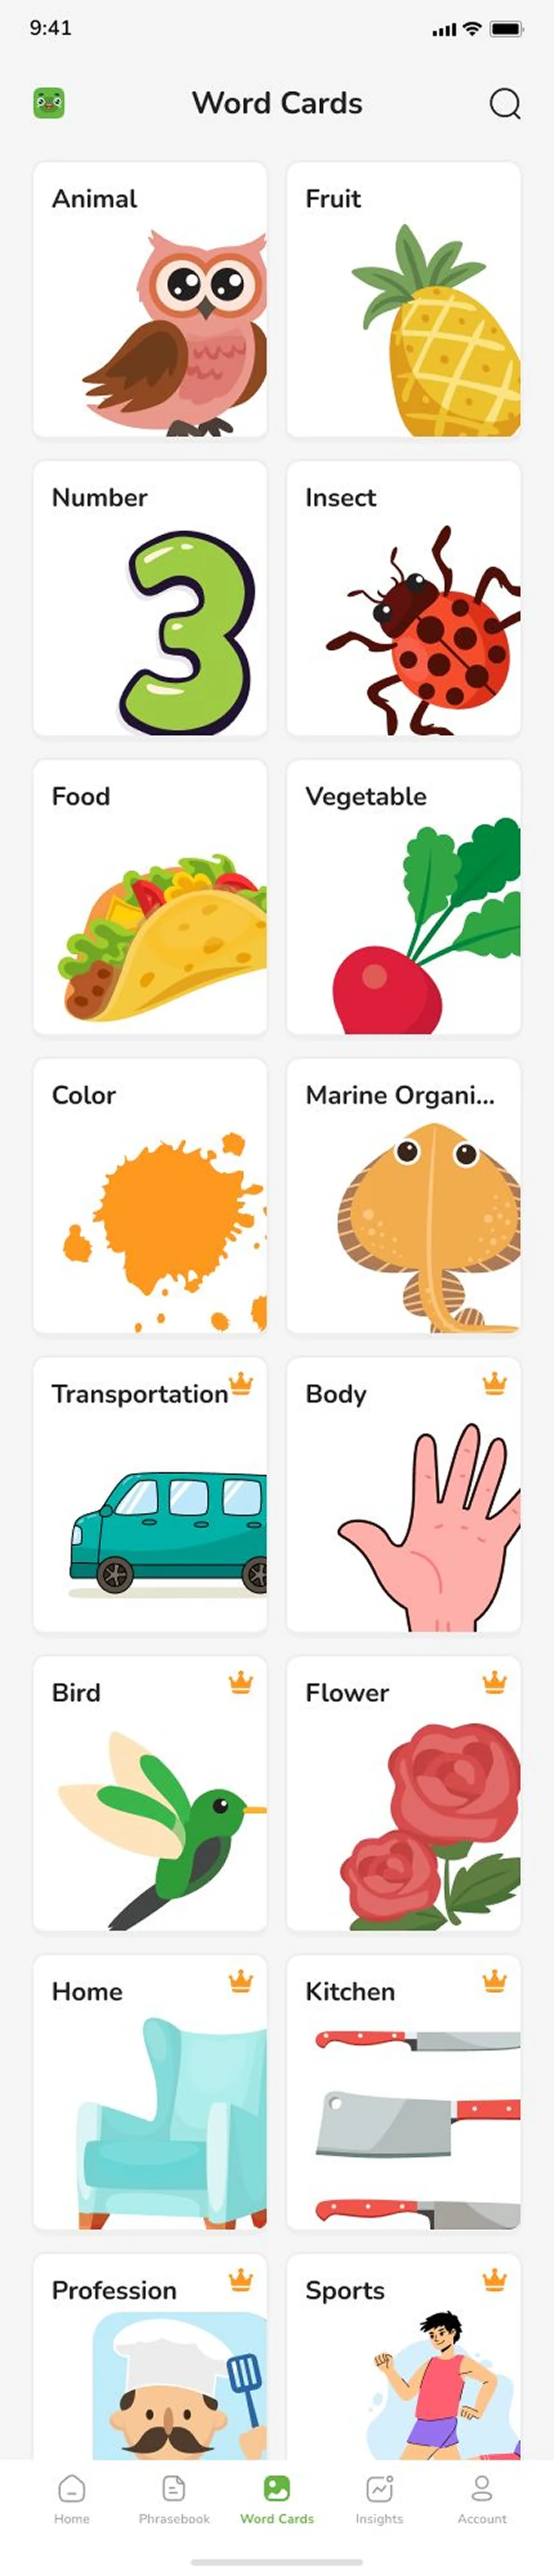 9:41
Word Cards
Animal
Fruit
Number
3
Insect
Food
Vegetable
Color
Marine Organi...
Transportation
Body
Bird
Flower
Home
Kitchen
Profession
Sports
Home
Phrasebook
Word Cards
Insights
Account